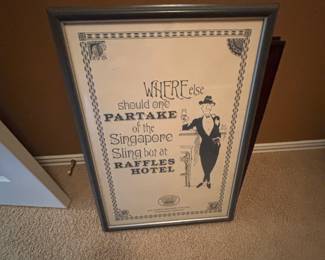 WHERE else
should one
PARTAKE
of the
Singapore
Sling but at
RAFFLES
HOTEL